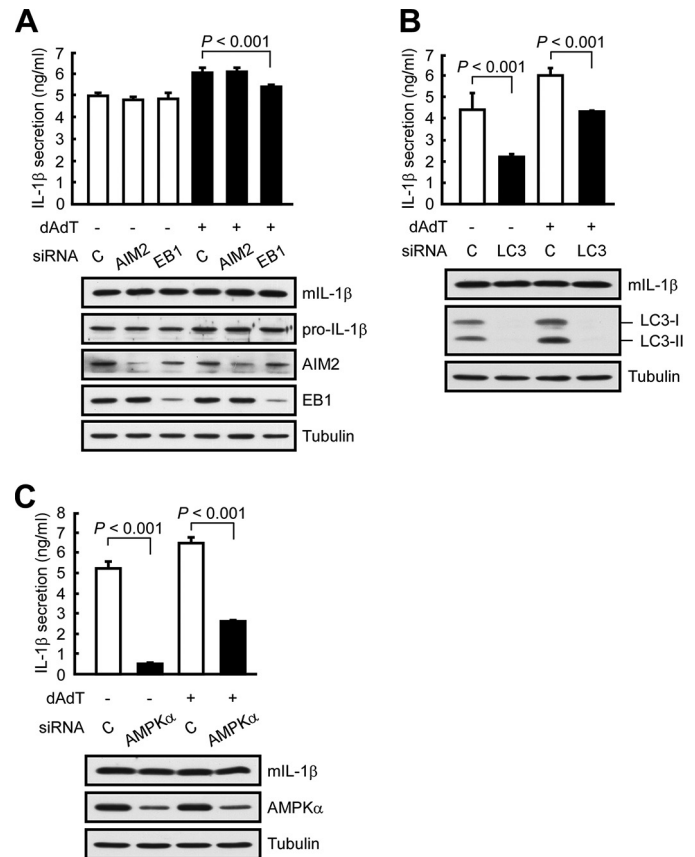 A
P < 0.001
IL-1β secretion (ng/ml)
7
6
5
4
3
2
1
0
dAdT - - - + + +
siRNA C AIM2 EB1 C AIM2 EB1
mIL-1β
pro-IL-1β
AIM2
EB1
Tubulin
B
P < 0.001
P < 0.001
IL-1β secretion (ng/ml)
7
6
5
4
3
2
1
0
dAdT - - + +
siRNA C LC3 C LC3
mIL-1β
LC3-I
LC3-II
Tubulin
C
P < 0.001
P < 0.001
IL-1β secretion (ng/ml)
8
7
6
5
4
3
2
1
0
dAdT - - + +
siRNA C AMPKα C AMPKα
mIL-1β
AMPKα
Tubulin